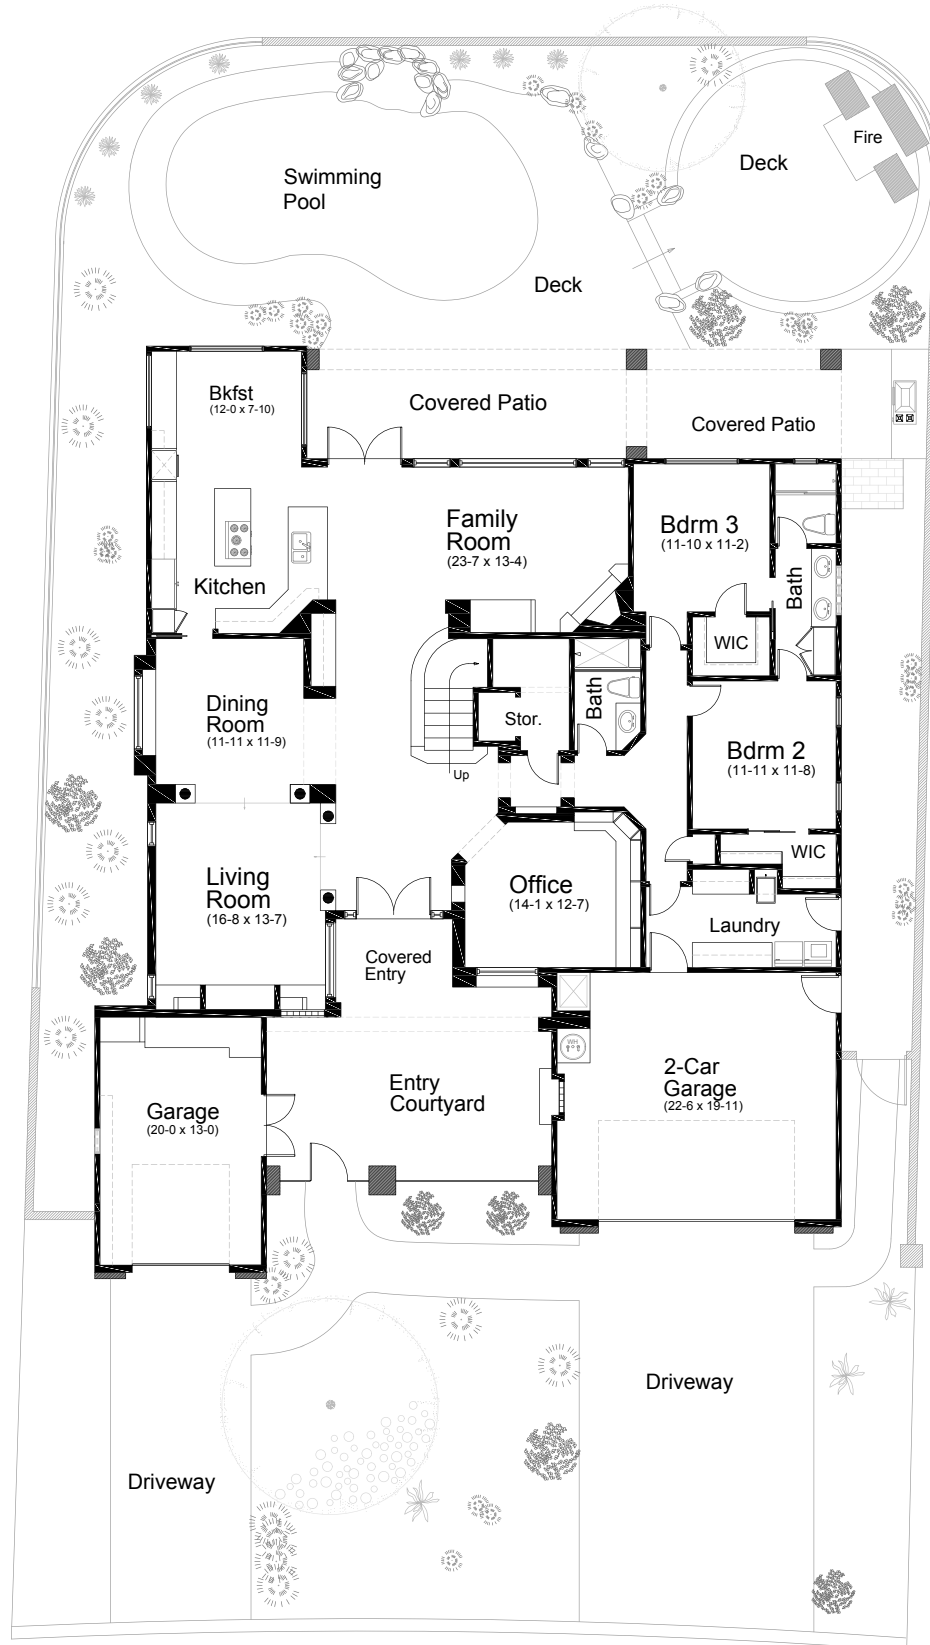 Swimming
Pool
Deck
Fire
Deck
Bkfst
(12-0 x 7-10)
Covered Patio
Covered Patio
Family
Room
(23-7 x 13-4)
Bdrm 3
(11-10 x 11-2)
Kitchen
Bath
WIC
Dining
Room
(11-11 x 11-9)
Stor.
Bath
Up
Bdrm 2
(11-11 x 11-8)
WIC
Living
Room
(16-8 x 13-7)
Office
(14-1 x 12-7)
Laundry
Covered
Entry
WH
Entry
Courtyard
2-Car
Garage
(22-6 x 19-11)
Garage
(20-0 x 13-0)
Driveway
Driveway